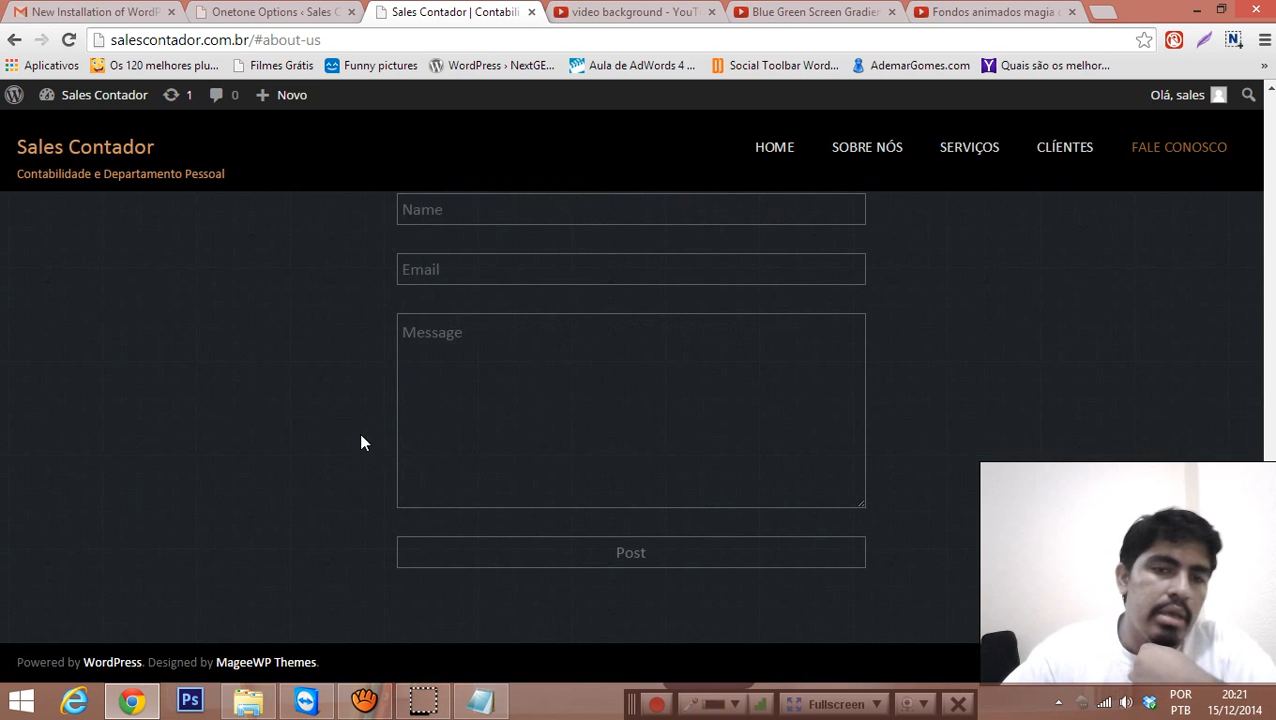 New Installation of WordP
Onetone Options ‹ Sales C
Sales Contador | Contabili
video background - YouT
Blue Green Screen Gradien
Fondos animados magia c
salescontador.com.br/#about-us
Aplicativos
Os 120 melhores plu...
Filmes Grátis
Funny pictures
WordPress › NextGE...
Aula de AdWords 4 ...
Social Toolbar Word...
AdemarGomes.com
Quais são os melhor...
»
Sales Contador
1
0
Novo
Olá, sales
Sales Contador
Contabilidade e Departamento Pessoal
HOME
SOBRE NÓS
SERVIÇOS
CLÍENTES
FALE CONOSCO
Name
Email
Message
Post
Powered by WordPress. Designed by MageeWP Themes.
Ps
Fullscreen
POR
PTB
20:21
15/12/2014